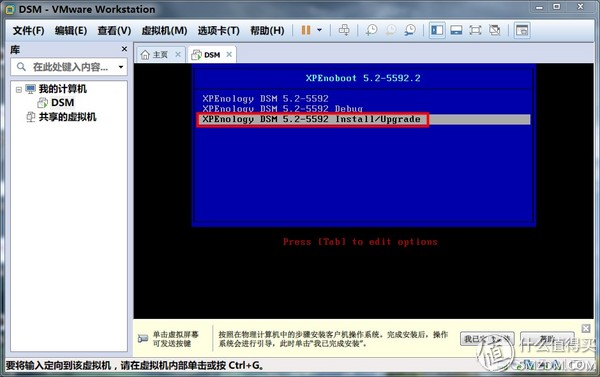 DSM - VMware Workstation
文件(F) 编辑(E) 查看(V) 虚拟机(M) 选项卡(T) 帮助(H)
库
在此处键入内容...
我的计算机
DSM
共享的虚拟机
主页
DSM
XPEnoboot 5.2-5592.2
XPEnology DSM 5.2-5592
XPEnology DSM 5.2-5592 Debug
XPEnology DSM 5.2-5592 Install/Upgrade
Press [Tab] to edit options
单击虚拟屏幕
可发送按键
按照在物理计算机中的步骤安装客户机操作系统。完成安装后，操作
系统会进行引导，此时单击“我已完成安装”。
帮助
要将输入定向到该虚拟机，请在虚拟机内部单击或按 Ctrl+G。
值 什么值得买
SMZDM.COM